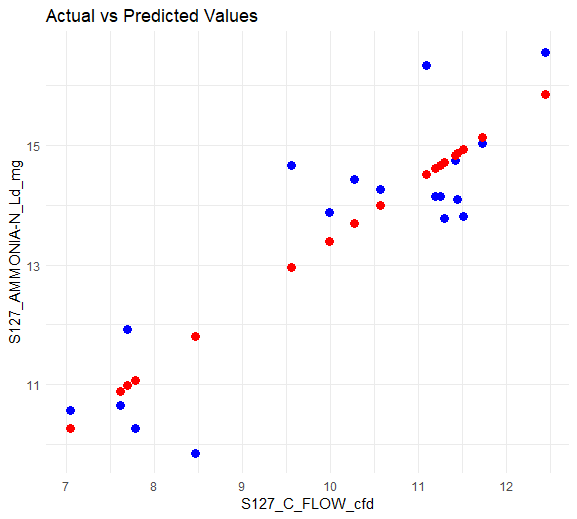 Actual vs Predicted Values
S127_AMMONIA-N_Ld_mg
15
13
11
7 8 9 10 11 12
S127_C_FLOW_cfd